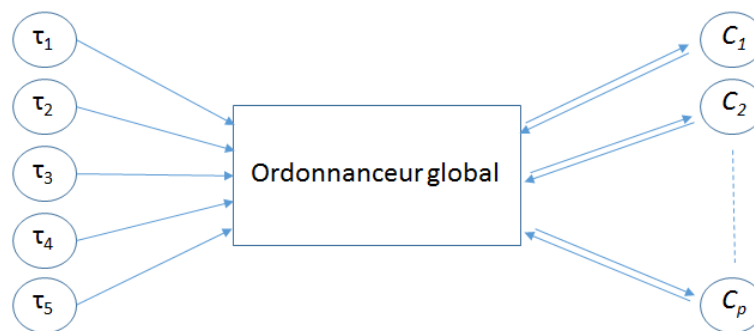 τ₁
τ₂
τ₃
τ₄
τ₅
Ordonnanceur global
C₁
C₂
Cₚ